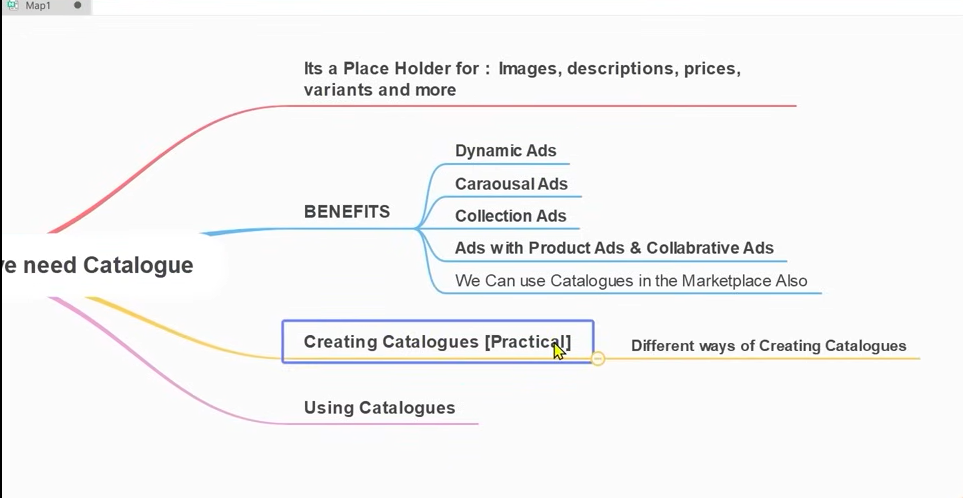 Map1
Its a Place Holder for : Images, descriptions, prices,
variants and more
Dynamic Ads
Caraousal Ads
BENEFITS
Collection Ads
Ads with Product Ads & Collabrative Ads
need Catalogue
We Can use Catalogues in the Marketplace Also
Creating Catalogues [Practical]
Different ways of Creating Catalogues
Using Catalogues